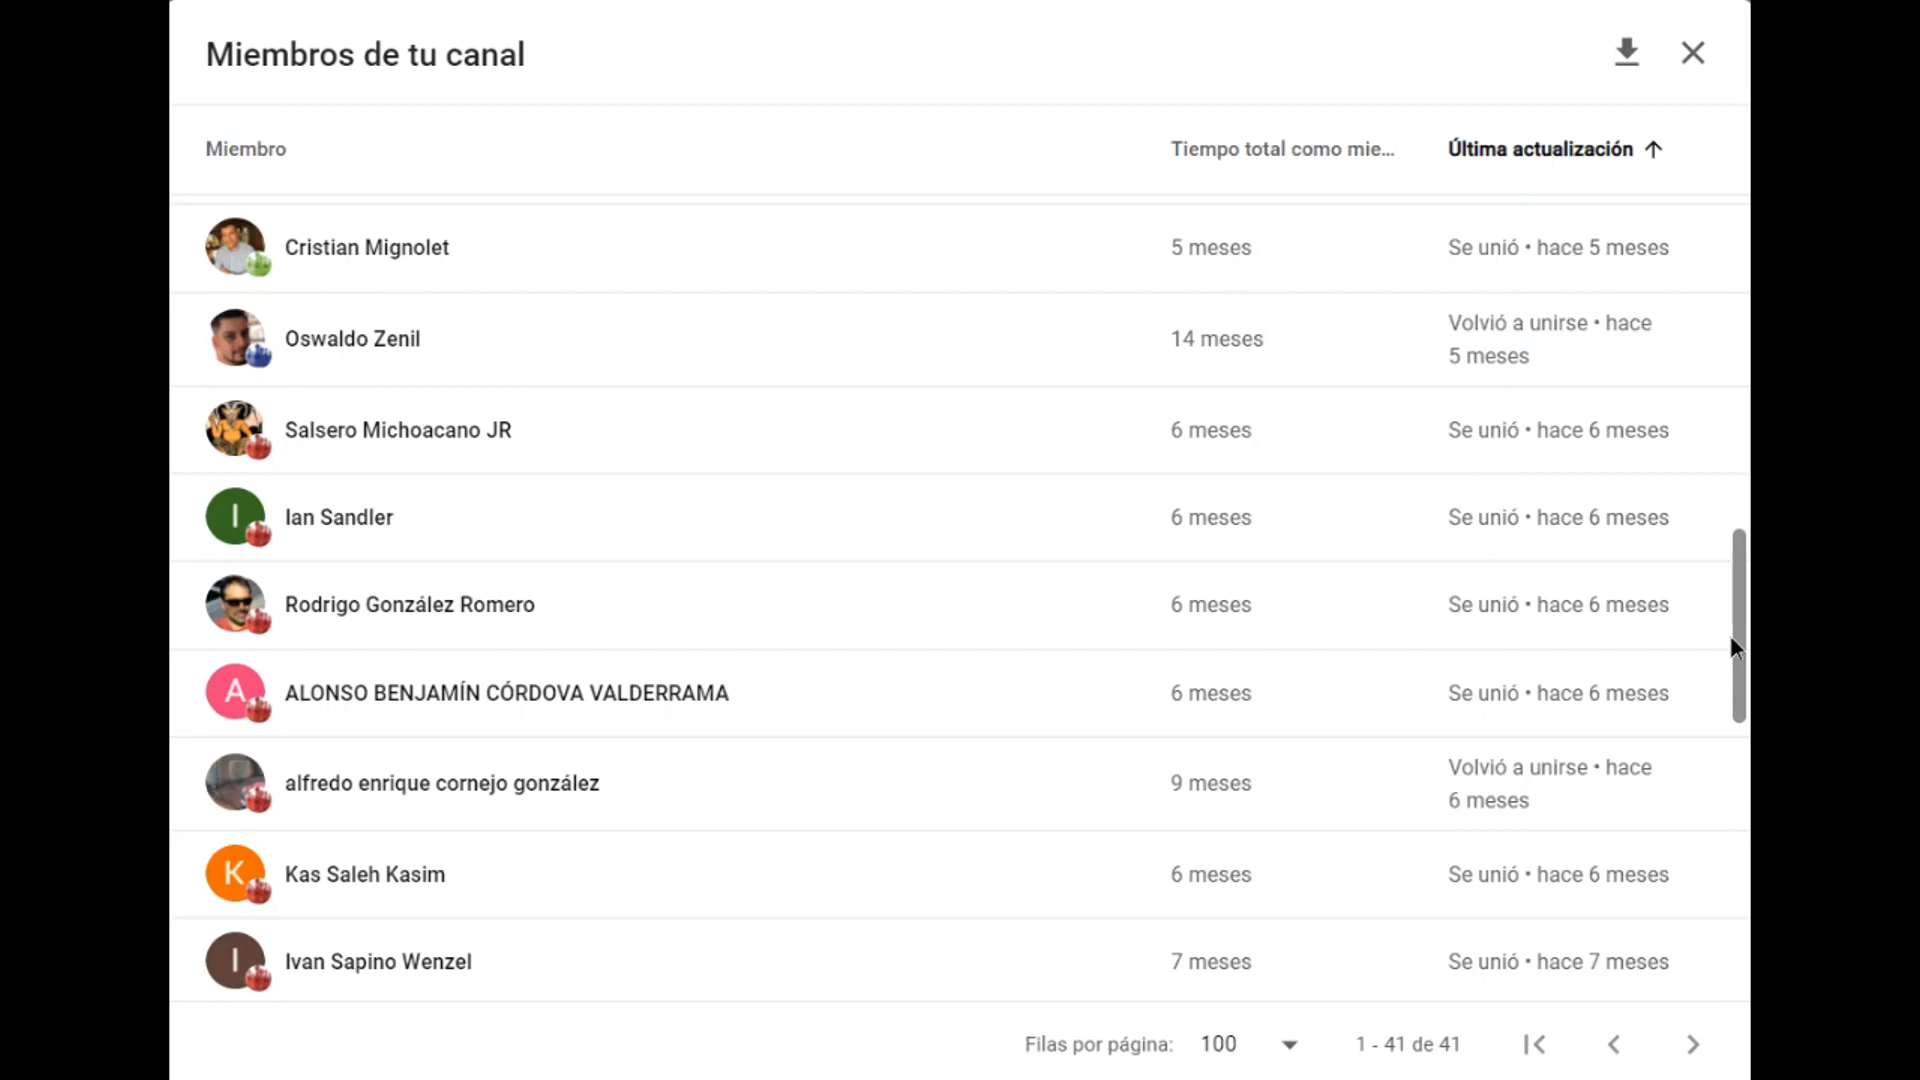 Miembros de tu canal
Miembro
Tiempo total como mie...
Última actualización
Cristian Mignolet
5 meses
Se unió • hace 5 meses
Oswaldo Zenil
14 meses
Volvió a unirse • hace
5 meses
Salsero Michoacano JR
6 meses
Se unió • hace 6 meses
I
Ian Sandler
6 meses
Se unió • hace 6 meses
Rodrigo González Romero
6 meses
Se unió • hace 6 meses
A
ALONSO BENJAMÍN CÓRDOVA VALDERRAMA
6 meses
Se unió • hace 6 meses
alfredo enrique cornejo gonzález
9 meses
Volvió a unirse • hace
6 meses
K
Kas Saleh Kasim
6 meses
Se unió • hace 6 meses
I
Ivan Sapino Wenzel
7 meses
Se unió • hace 7 meses
Filas por página:
100
1 - 41 de 41